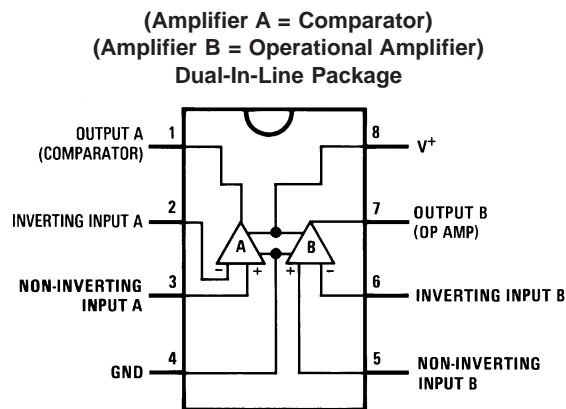 (Amplifier A = Comparator)
(Amplifier B = Operational Amplifier)
Dual-In-Line Package
OUTPUT A
(COMPARATOR)
1
8
V+
INVERTING INPUT A
2
7
OUTPUT B
(OP AMP)
A
B
− + + −
NON-INVERTING
INPUT A
3
6
INVERTING INPUT B
GND
4
5
NON-INVERTING
INPUT B